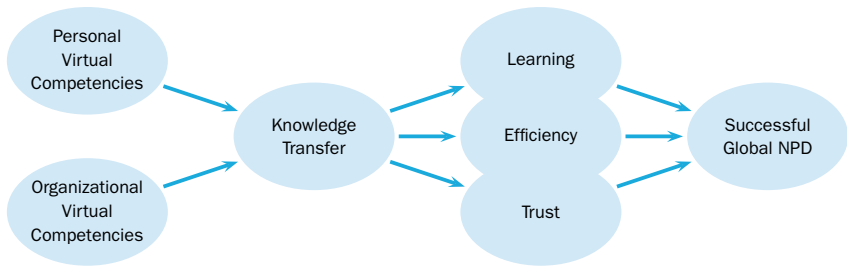 Personal
Virtual
Competencies
Organizational
Virtual
Competencies
Knowledge
Transfer
Learning
Efficiency
Trust
Successful
Global NPD